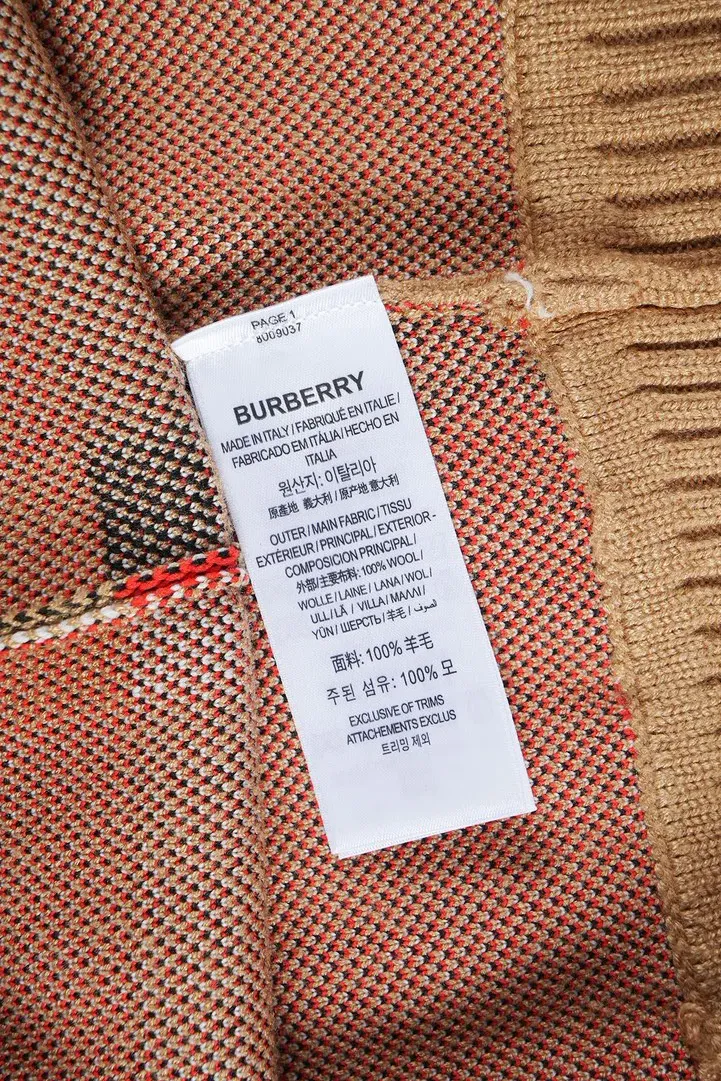 PAGE 1
8009037
BURBERRY
MADE IN ITALY / FABRIQUÉ EN ITALIE /
FABRICADO EM ITÁLIA / HECHO EN
ITALIA
원산지: 이탈리아
原產地 義大利 / 原产地 意大利
OUTER / MAIN FABRIC / TISSU
EXTÉRIEUR / PRINCIPAL / EXTERIOR-
COMPOSICION PRINCIPAL /
外部/主要布料: 100% WOOL /
WOLLE / LAINE / LANA / WOL /
ULL / LÃ / VILLA / ΜΑΛΛΙ /
YÜN / ШЕРСТЬ / 羊毛 / صوف
面料: 100% 羊毛
주된 섬유: 100% 모
EXCLUSIVE OF TRIMS
ATTACHEMENTS EXCLUS
트리밍 제외